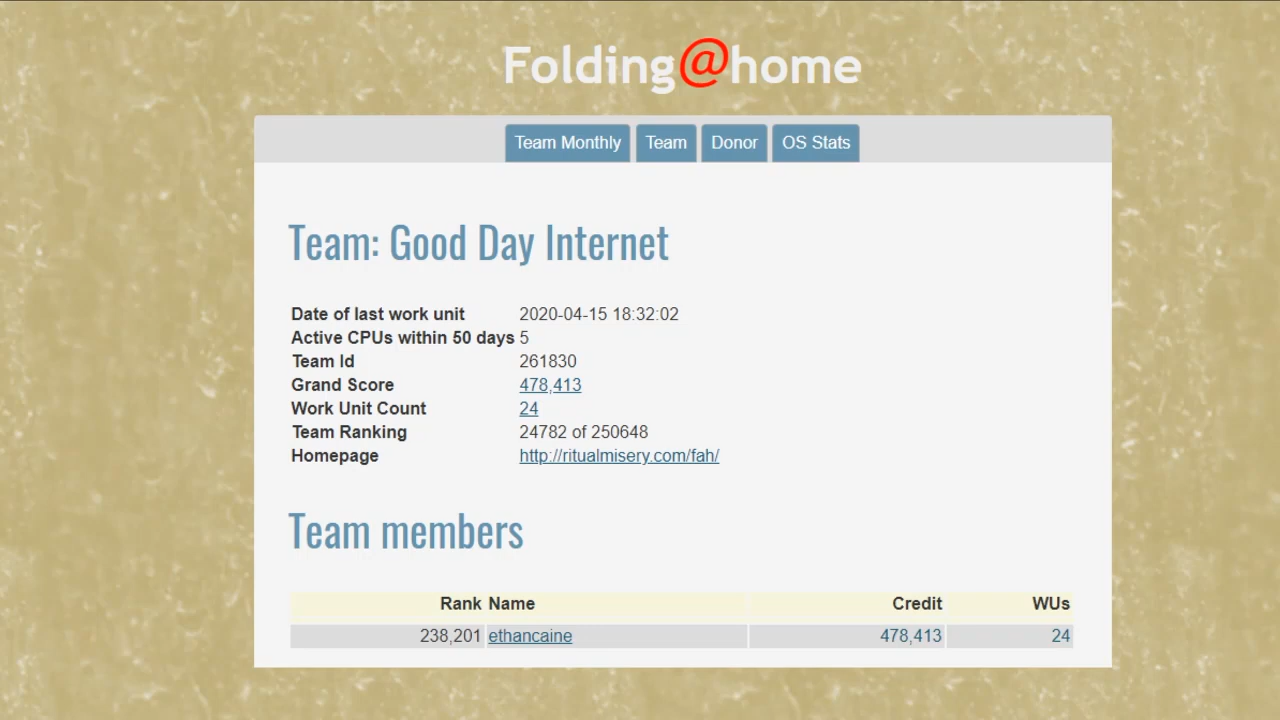 Folding@home
Team Monthly Team Donor OS Stats
Team: Good Day Internet
Date of last work unit 2020-04-15 18:32:02
Active CPUs within 50 days 5
Team Id 261830
Grand Score 478,413
Work Unit Count 24
Team Ranking 24782 of 250648
Homepage http://ritualmisery.com/fah/
Team members
Rank Name Credit WUs
238,201 ethancaine 478,413 24